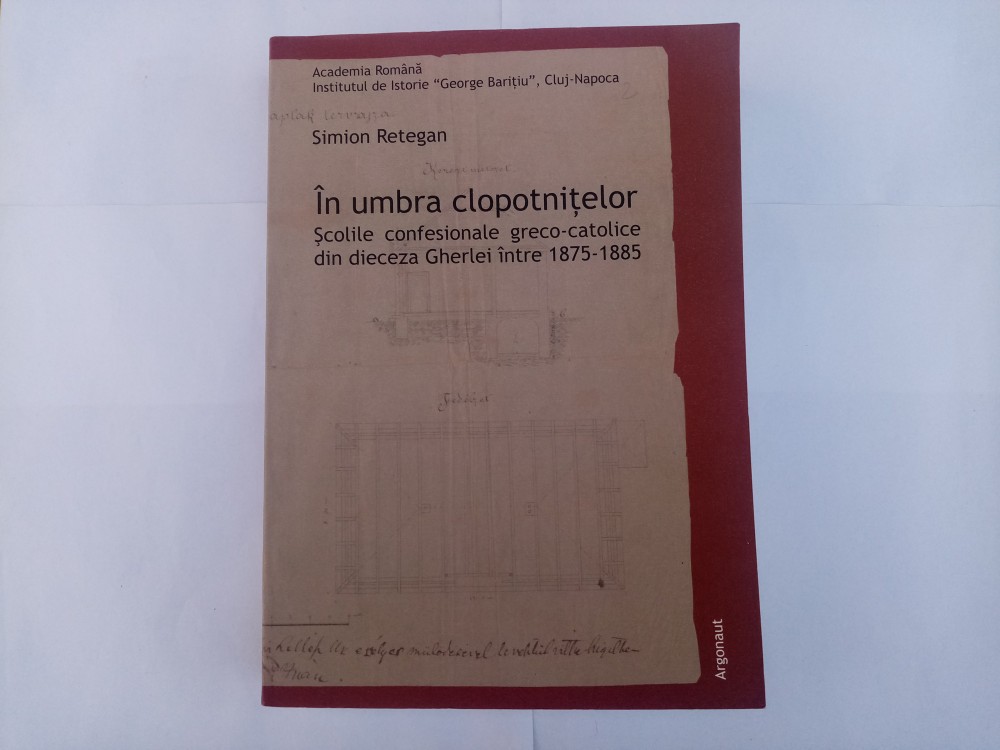 Academia Română
Institutul de Istorie “George Barițiu”, Cluj-Napoca
Simion Retegan
În umbra clopotnițelor
Școlile confesionale greco-catolice
din dieceza Gherlei între 1875-1885
Argonaut